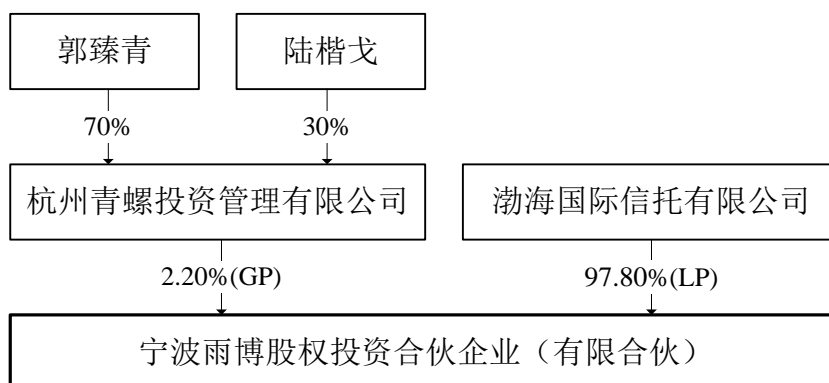 郭臻青
陆楷戈
70%
30%
杭州青螺投资管理有限公司
渤海国际信托有限公司
2.20%(GP)
97.80%(LP)
宁波雨博股权投资合伙企业（有限合伙）